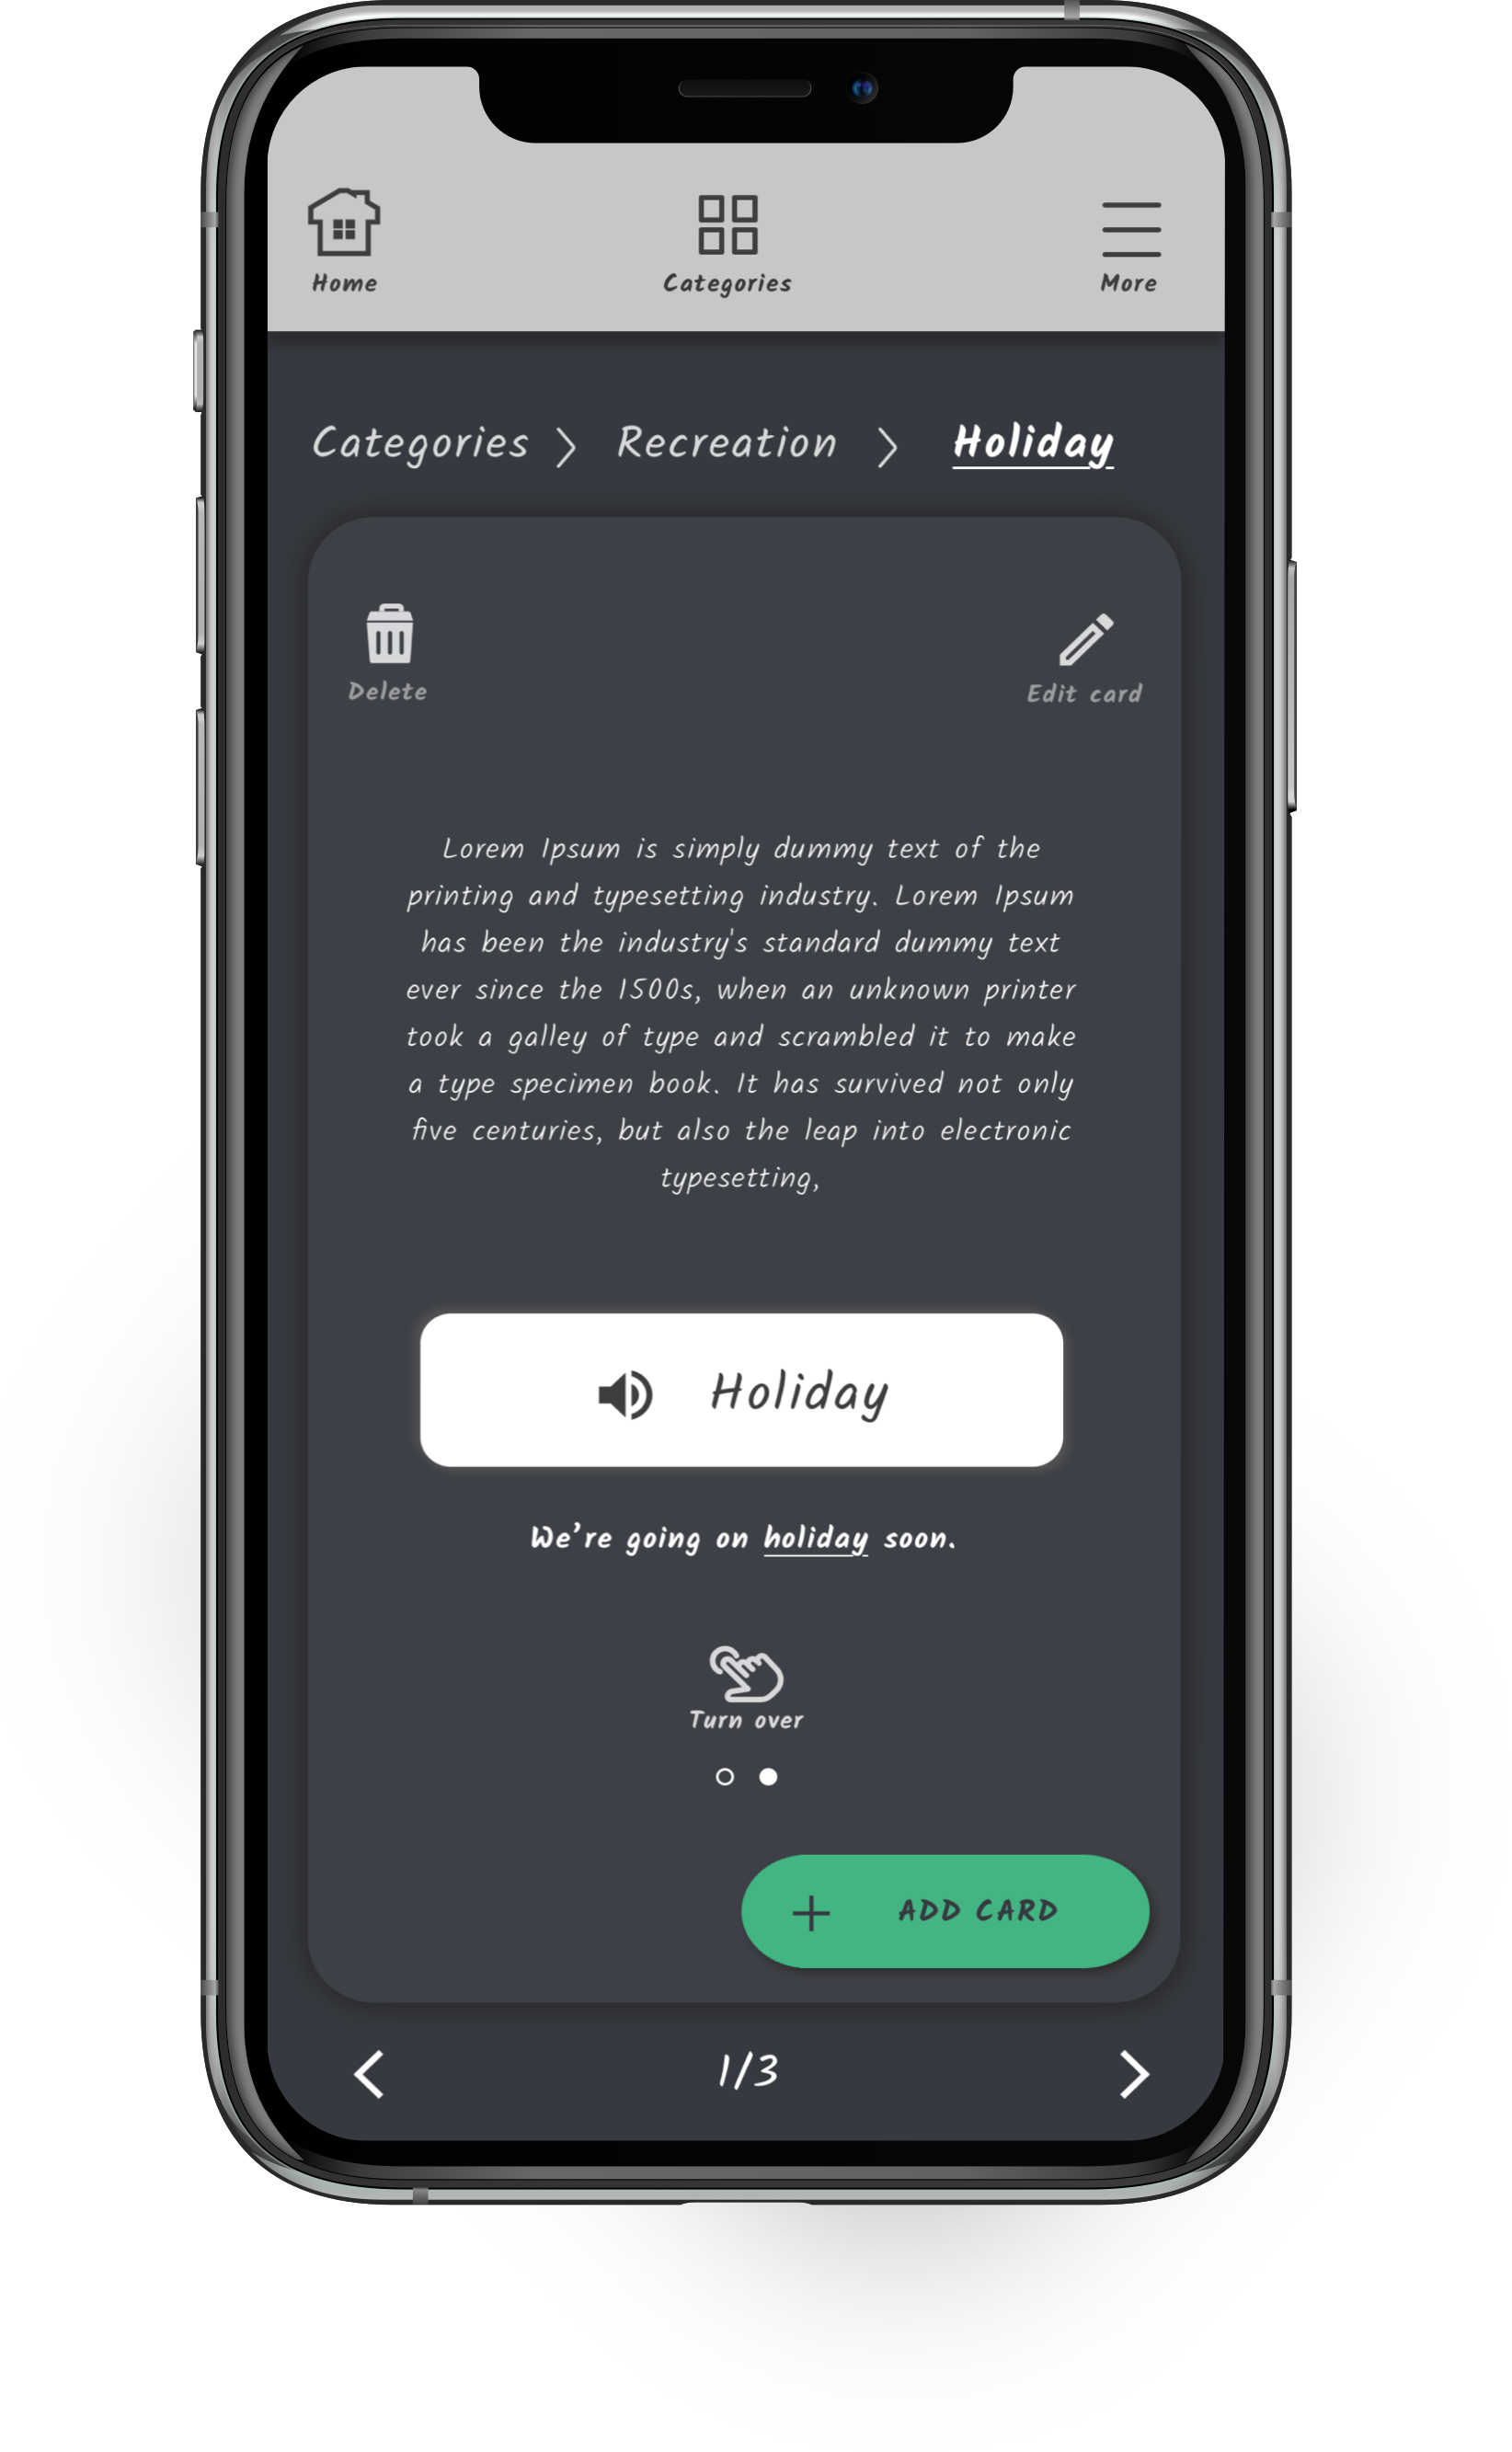 Home
Categories
More
Categories > Recreation > Holiday
Delete
Edit card
Lorem Ipsum is simply dummy text of the
printing and typesetting industry. Lorem Ipsum
has been the industry's standard dummy text
ever since the 1500s, when an unknown printer
took a galley of type and scrambled it to make
a type specimen book. It has survived not only
five centuries, but also the leap into electronic
typesetting,
Holiday
We’re going on holiday soon.
Turn over
+ ADD CARD
1/3